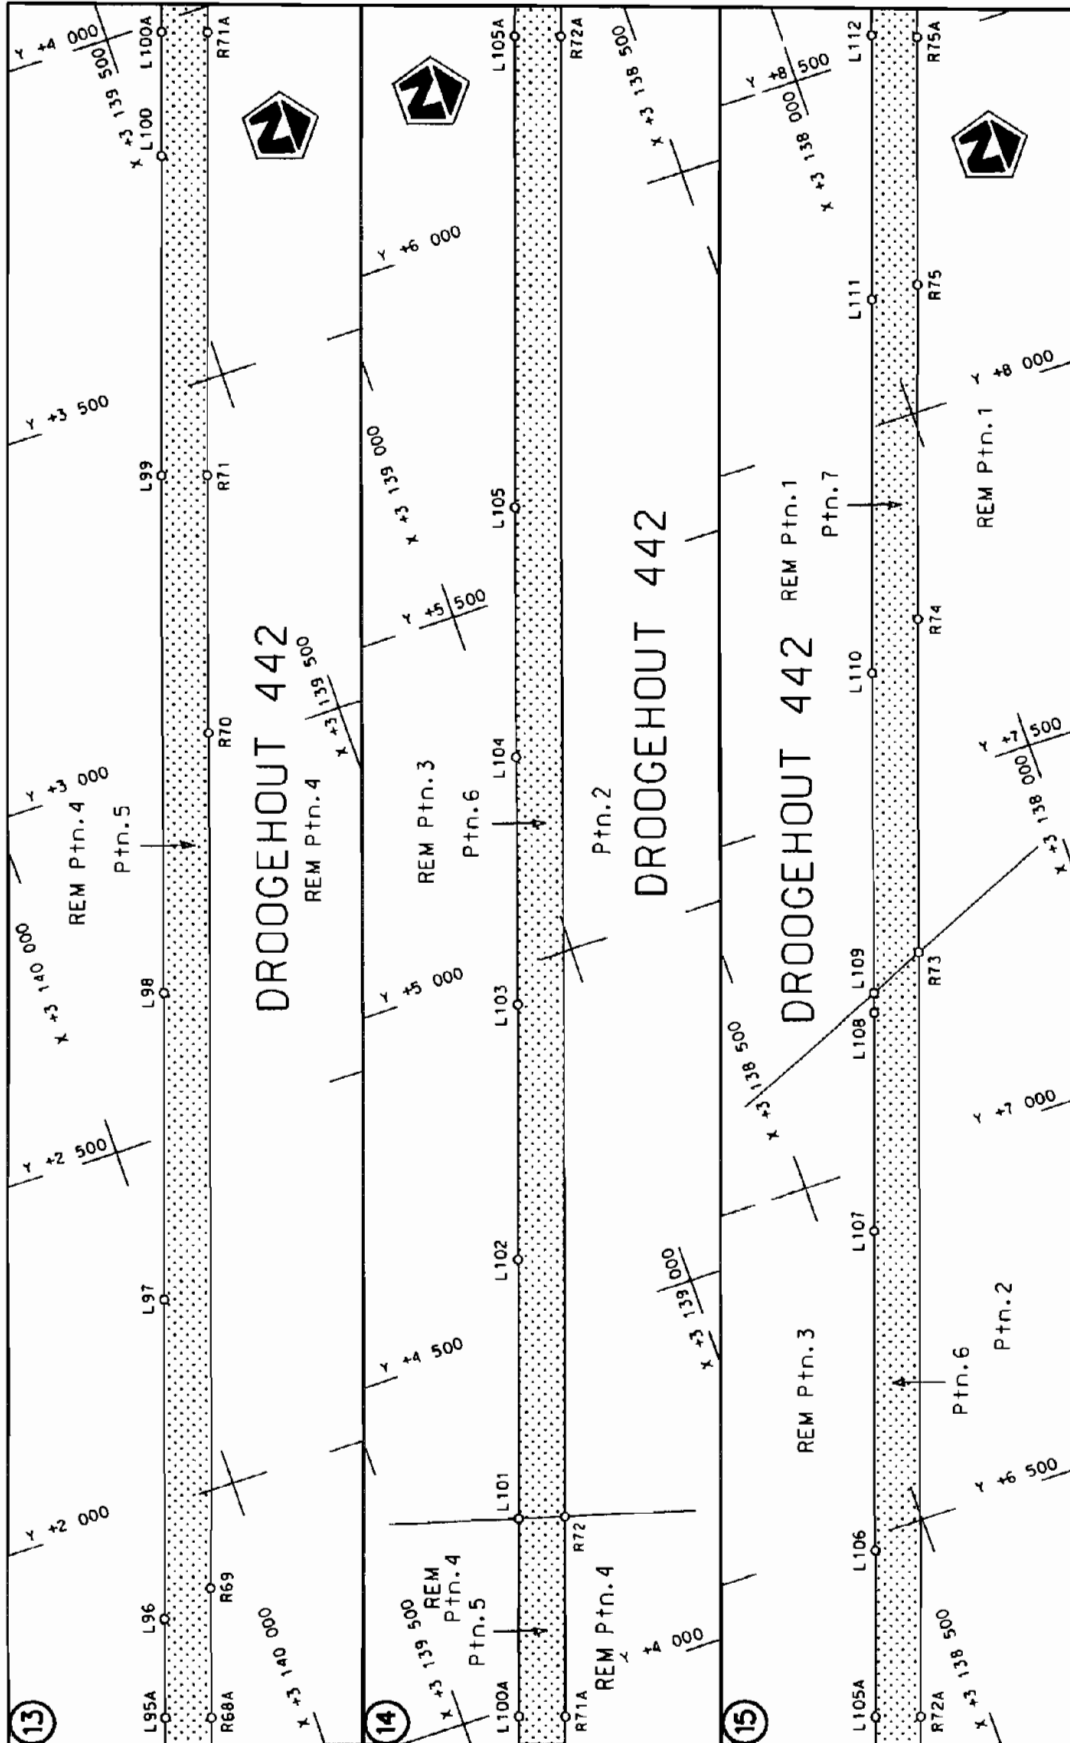 13
L95A
L96
L97
L98
L99
L100
L100A
R68A
R69
R70
R71
R71A
Y +2 000
Y +2 500
Y +3 000
Y +3 500
Y +4 000
X +3 140 000
X +3 140 000
X +3 139 500
X +3 139 500
REM Ptn.4
Ptn.5
DROOGEHOUT 442
REM Ptn.4
N
14
L100A
L101
L102
L103
L104
L105
L105A
R71A
R72
R72A
X +3 139 500
REM
Ptn.4
Ptn.5
REM Ptn.4
Y +4 000
Y +4 500
Y +5 000
Y +5 500
Y +6 000
X +3 139 000
X +3 139 000
X +3 138 500
REM Ptn.3
Ptn.6
Ptn.2
DROOGEHOUT 442
N
15
L105A
L106
L107
L108
L109
L110
L111
L112
R72A
R73
R74
R75
R75A
X +3 138 500
X +3 138 500
Y +6 500
Y +7 000
Y +7 500
X +3 138 000
Y +8 000
Y +8 500
X +3 138 000
REM Ptn.3
Ptn.6
Ptn.2
DROOGEHOUT 442
REM Ptn.1
Ptn.7
REM Ptn.1
N